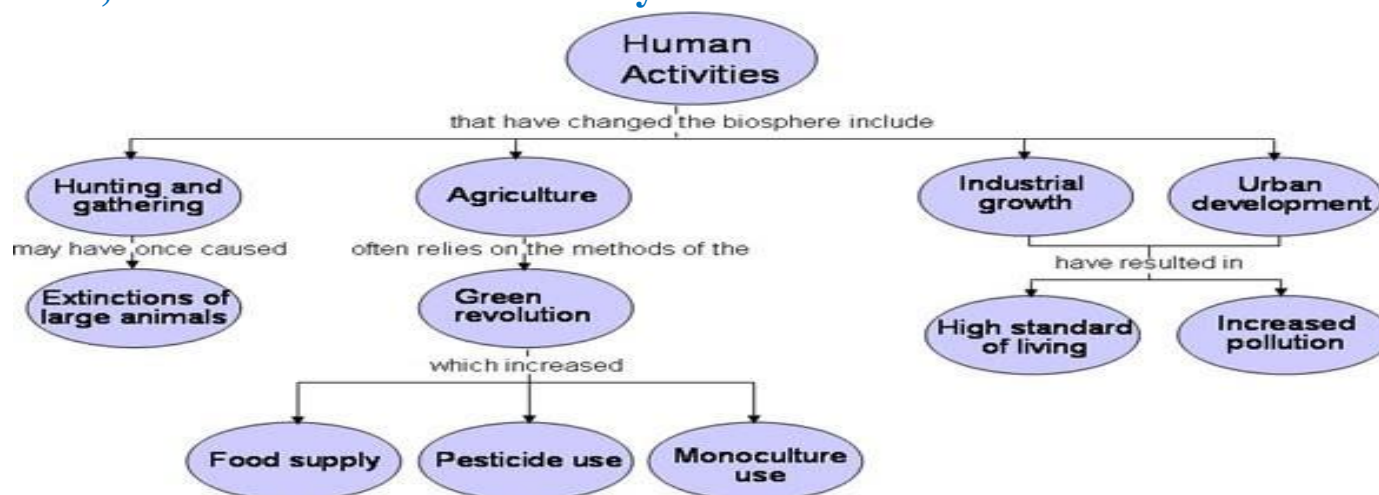 Human
Activities
that have changed the biosphere include
Hunting and
gathering
Agriculture
Industrial
growth
Urban
development
may have once caused
often relies on the methods of the
have resulted in
Extinctions of
large animals
Green
revolution
High standard
of living
Increased
pollution
which increased
Food supply
Pesticide use
Monoculture
use